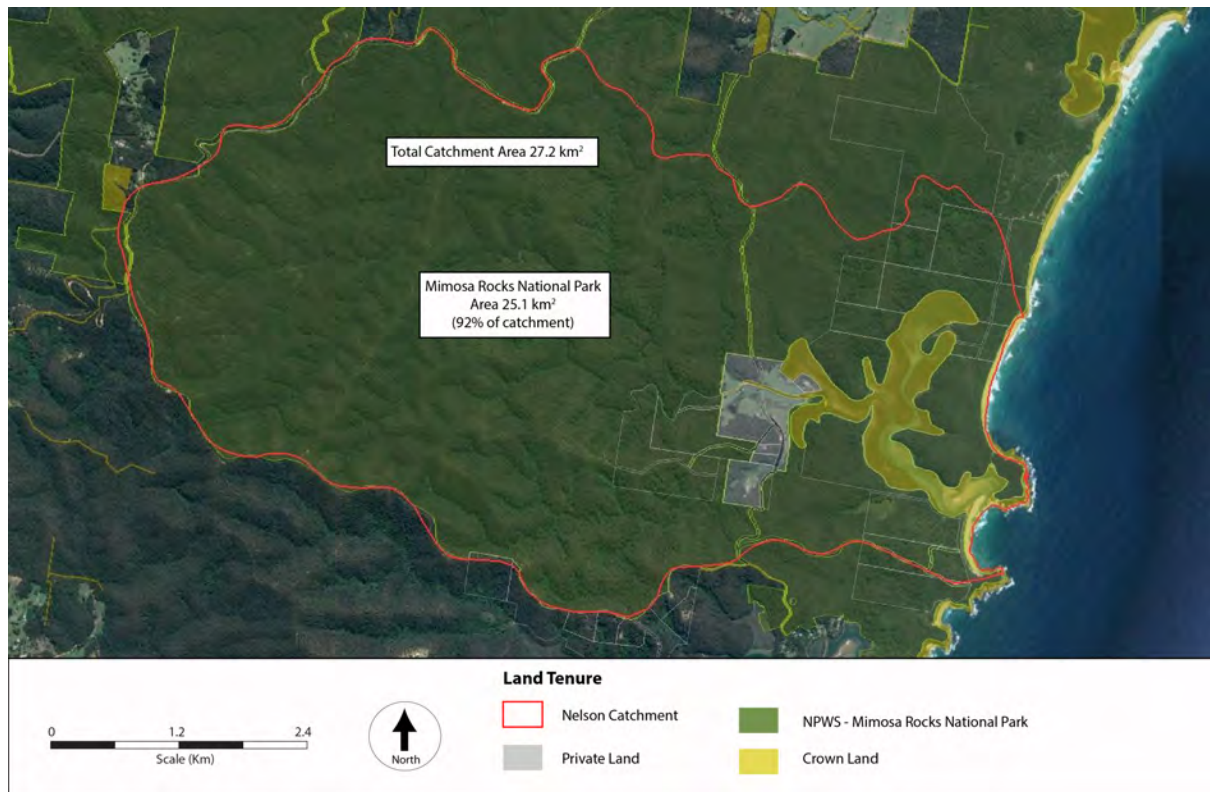 Total Catchment Area 27.2 km²
Mimosa Rocks National Park
Area 25.1 km²
(92% of catchment)
Land Tenure
0 1.2 2.4
Scale (Km)
North
Nelson Catchment
NPWS - Mimosa Rocks National Park
Private Land
Crown Land